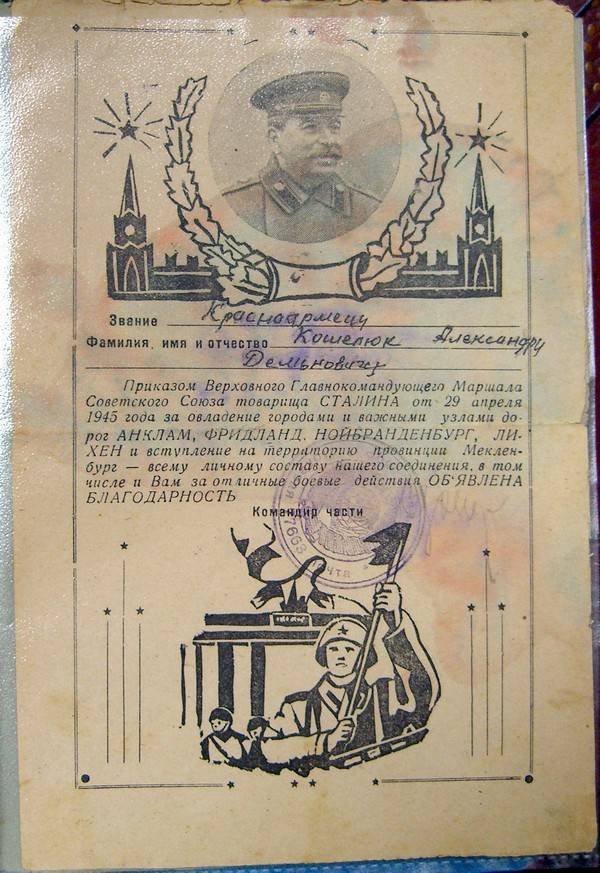 Звание Красноармейцу
Фамилия, имя и отчество Кошелюк Александру
Демьновичу
Приказом Верховного Главнокомандующего Маршала
Советского Союза товарища СТАЛИНА от 29 апреля
1945 года за овладение городами и важными узлами до-
рог АНКЛАМ, ФРИДЛАНД, НОЙБРАНДЕНБУРГ, ЛИ-
ХЕН и вступление на территорию провинции Меклен-
бург — всему личному составу нашего соединения, в том
числе и Вам за отличные боевые действия ОБ‘ЯВЛЕНА
БЛАГОДАРНОСТЬ
Командир части